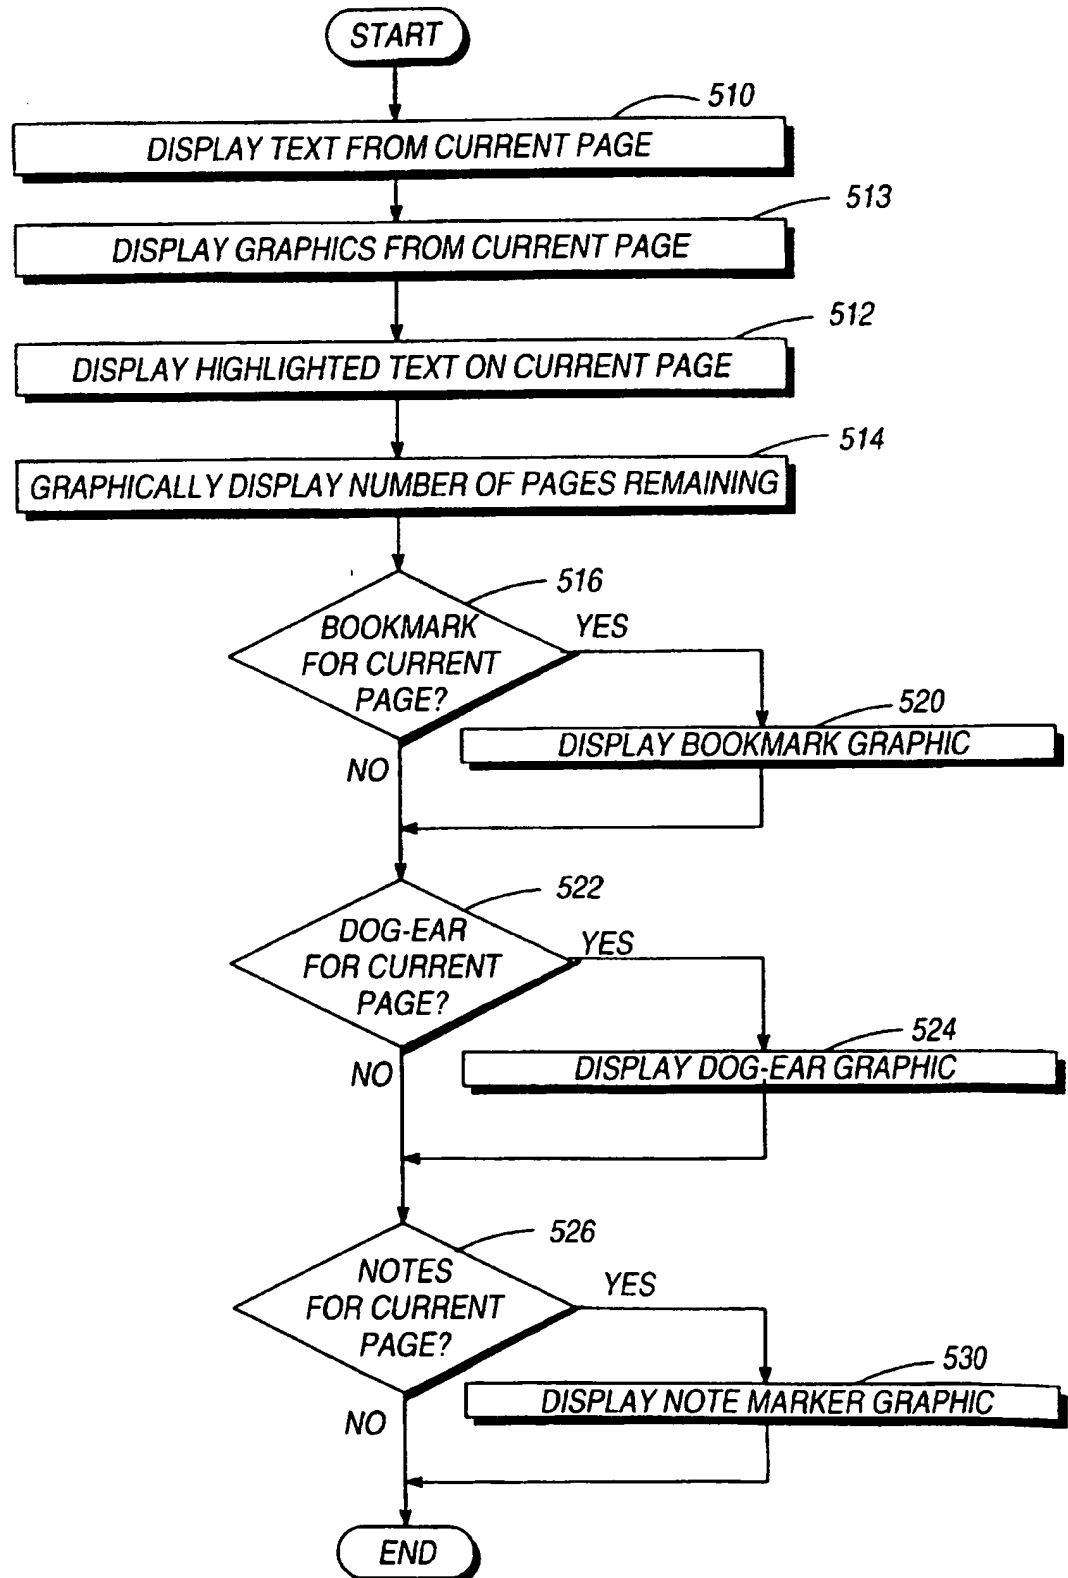 START
510
DISPLAY TEXT FROM CURRENT PAGE
513
DISPLAY GRAPHICS FROM CURRENT PAGE
512
DISPLAY HIGHLIGHTED TEXT ON CURRENT PAGE
514
GRAPHICALLY DISPLAY NUMBER OF PAGES REMAINING
516
BOOKMARK
FOR CURRENT
PAGE?
YES
520
DISPLAY BOOKMARK GRAPHIC
NO
522
DOG-EAR
FOR CURRENT
PAGE?
YES
524
DISPLAY DOG-EAR GRAPHIC
NO
526
NOTES
FOR CURRENT
PAGE?
YES
530
DISPLAY NOTE MARKER GRAPHIC
NO
END